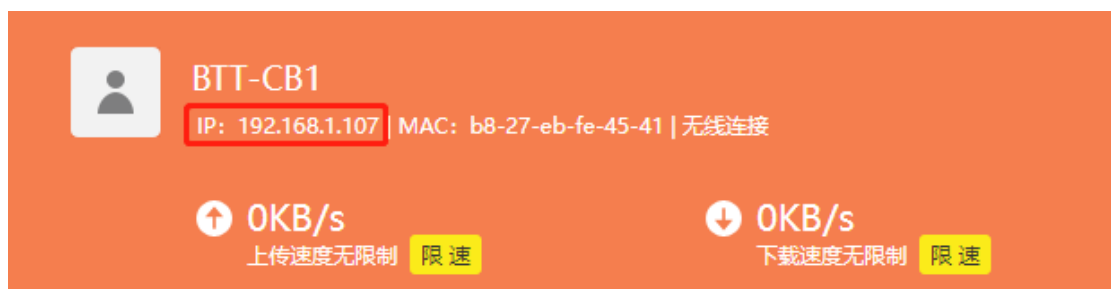 BTT-CB1
IP: 192.168.1.107 | MAC: b8-27-eb-fe-45-41 | 无线连接
0KB/s 0KB/s
上传速度无限制 限速 下载速度无限制 限速